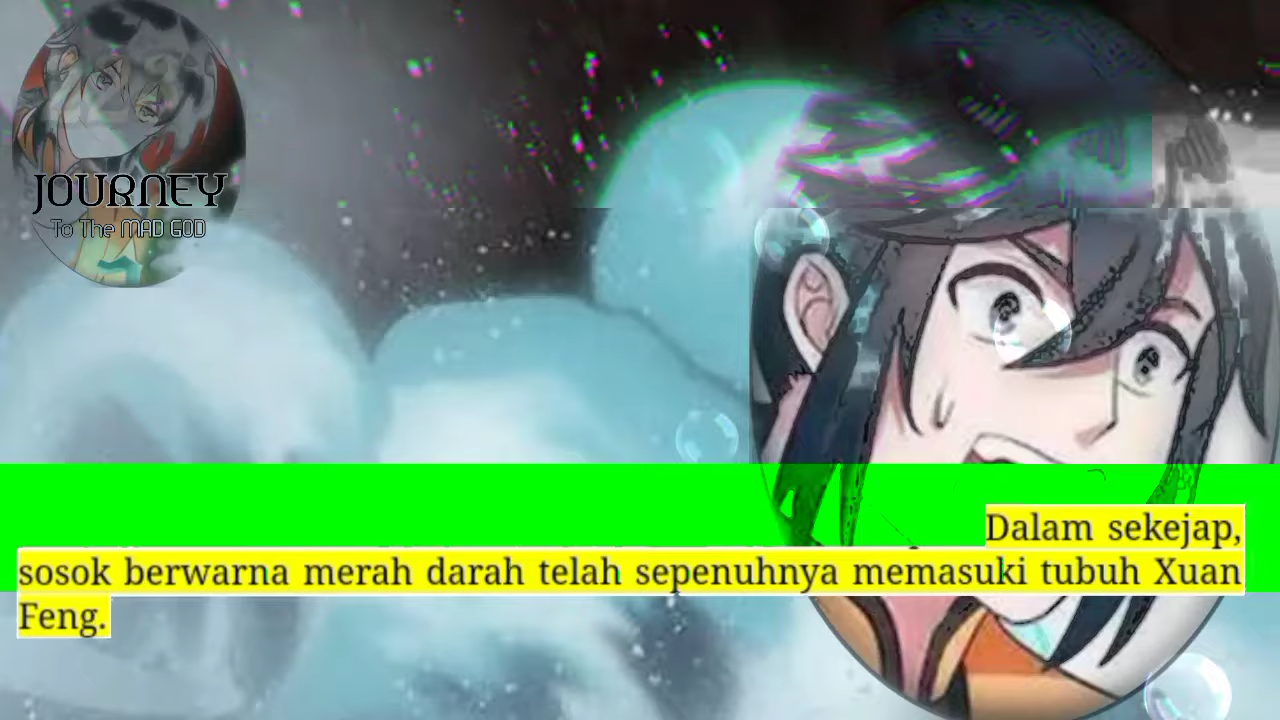 JOURNEY
To The MAD GOD
Dalam sekejap,
sosok berwarna merah darah telah sepenuhnya memasuki tubuh Xuan
Feng.